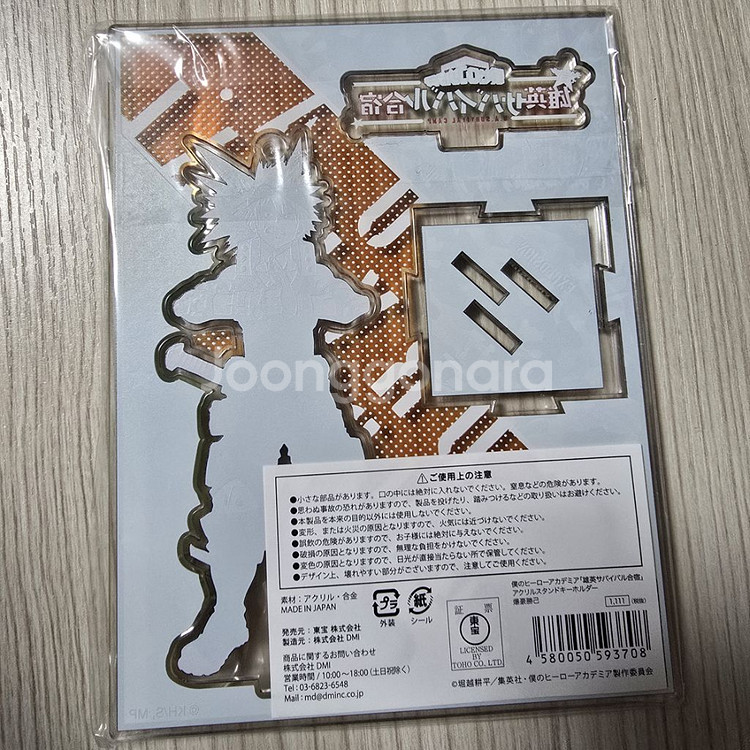 雄英サバイバル合宿
U.A. SURVIVAL CAMP
Joonggonara
⚠ご使用上の注意
●小さな部品があります。口の中には絶対に入れないでください。窒息などの危険があります。
●思わぬ事故の恐れがありますので、製品を投げたり、踏みつけるなどの取り扱いはお避けください。
●本製品を本来の目的以外には使用しないでください。
●変形、または火災の原因となりますので、火気には近づけないでください。
●誤飲の危険がありますので、お子様には絶対に与えないでください。
●破損の原因となりますので、無理な負担をかけないでください。
●変色の原因となりますので、日光が直接当たらない所で保管してください。
●デザイン上、壊れやすい部分がございますので、注意してご使用ください。
素材：アクリル・合金
MADE IN JAPAN
プラ
外装
紙
シール
発売元：東宝 株式会社
製造元：株式会社 DMI
商品に関するお問い合わせ
株式会社 DMI
営業時間 / 10:00～18:00（土日祝除く）
Tel : 03-6823-6548
Mail : md@dminc.co.jp
証 票
東宝
LICENSED
BY
TOHO CO., LTD
僕のヒーローアカデミア「雄英サバイバル合宿」
アクリルスタンドキーホルダー
爆豪勝己
1,111 （税抜）
4 580050 593708
©堀越耕平／集英社・僕のヒーローアカデミア製作委員会
©KH/S, MP